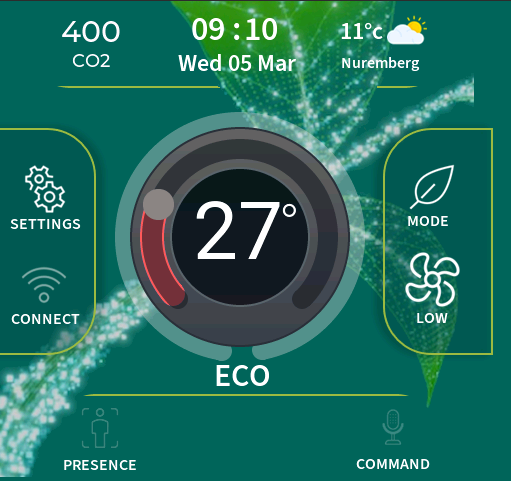 400
CO2
09 : 10
Wed 05 Mar
11°c
Nuremberg
SETTINGS
CONNECT
27°
MODE
LOW
ECO
PRESENCE
COMMAND